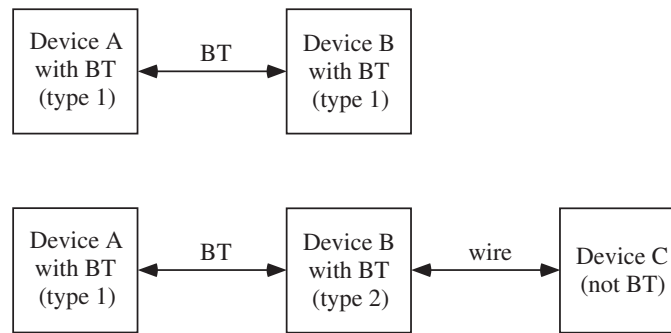 Device A
with BT
(type 1)
BT
Device B
with BT
(type 1)
Device A
with BT
(type 1)
BT
Device B
with BT
(type 2)
wire
Device C
(not BT)